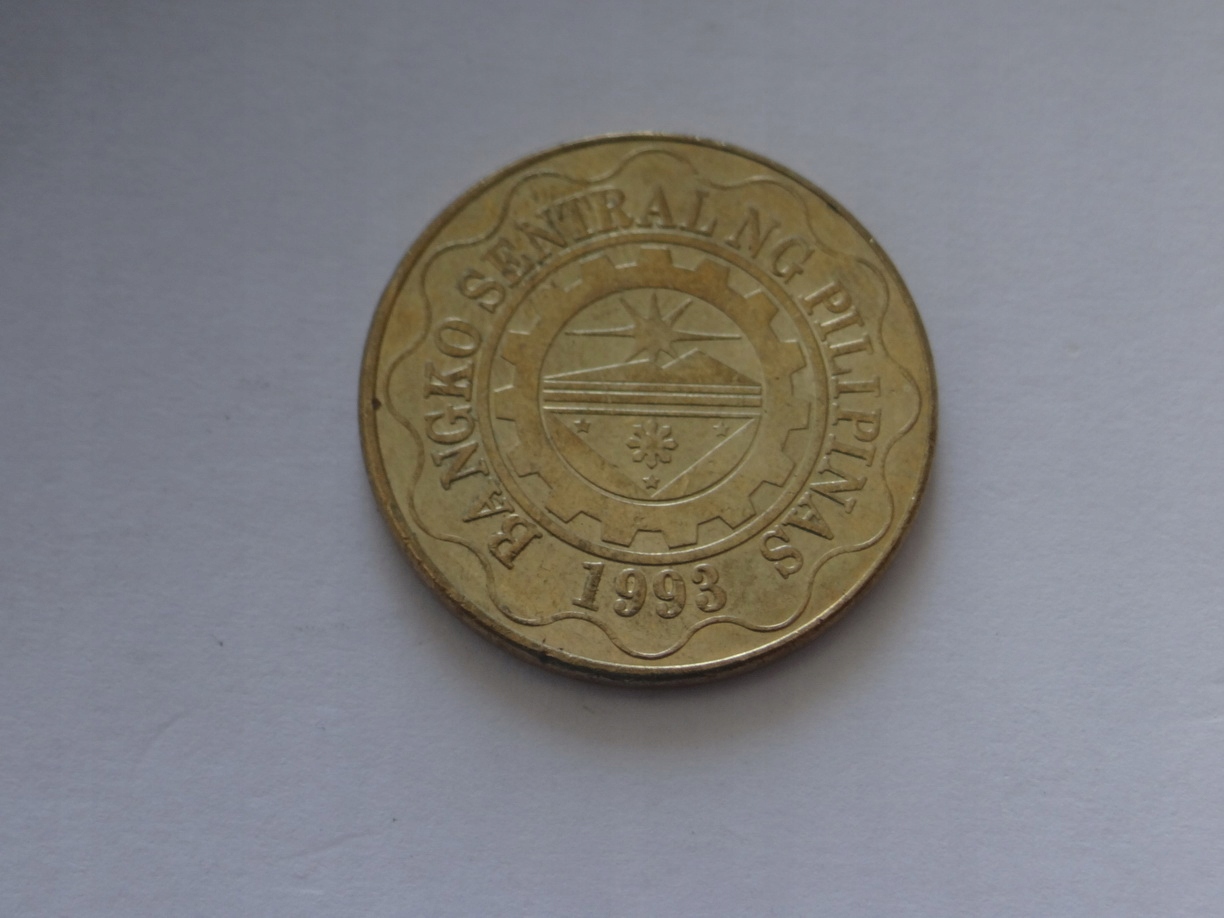 BANGKO SENTRAL NG PILIPINAS
1993